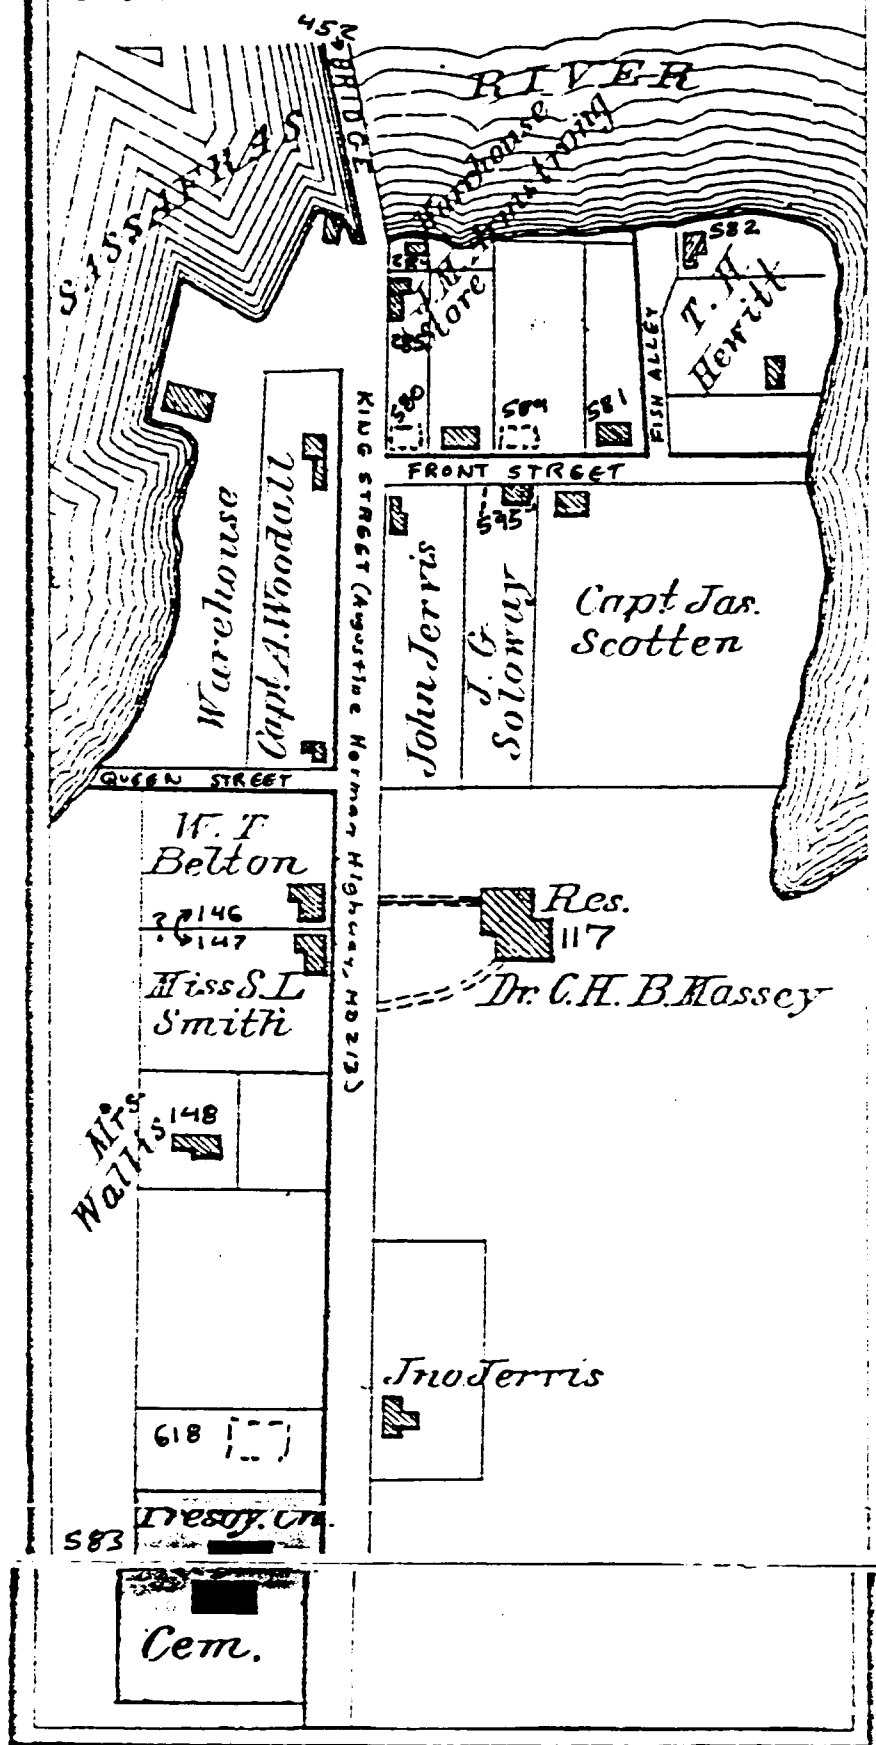 452
BRIDGE
SASSAFRAS
RIVER
Warehouse
J. M. Armstrong
Store
582
T. H.
Hewitt
FISH ALLEY
580
584
581
FRONT STREET
595
KING STREET (Augustine Herman Highway, MD 213)
Warehouse
Capt. A. Woodall
John Jervis
J. G
Soloway
Capt. Jas.
Scotten
QUEEN STREET
W. T
Belton
? 146
147
Miss S. L
Smith
Res.
117
Dr. C. H. B. Massey
Mrs
Wallis
148
Jno Jerris
618
583
Cem.